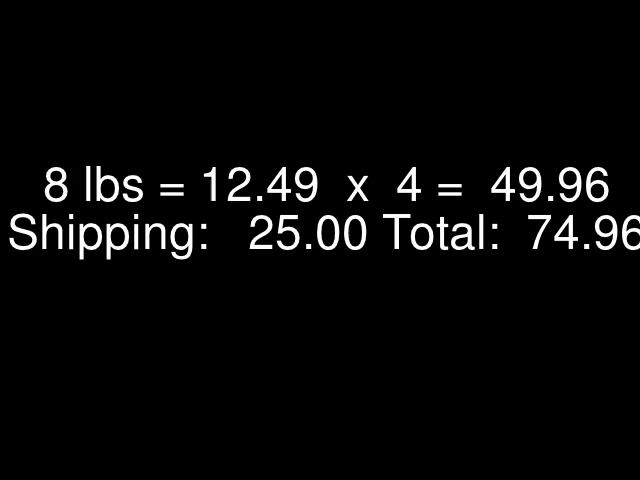 8 lbs = 12.49  x  4 =  49.96
Shipping:   25.00 Total:  74.96